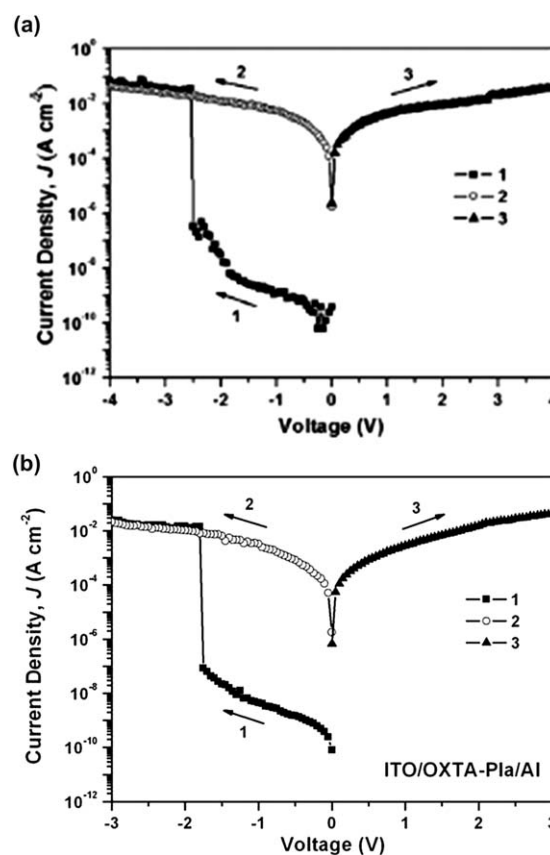 (a)
10⁰
10⁻²
10⁻⁴
10⁻⁶
10⁻⁸
10⁻¹⁰
10⁻¹²
Current Density, J (A cm⁻²)
2
3
1
1
2
3
-4 -3 -2 -1 0 1 2 3 4
Voltage (V)
(b)
10⁰
10⁻²
10⁻⁴
10⁻⁶
10⁻⁸
10⁻¹⁰
10⁻¹²
Current Density, J (A cm⁻²)
2
3
1
2
3
1
ITO/OXTA-PIa/Al
-3 -2 -1 0 1 2 3
Voltage (V)